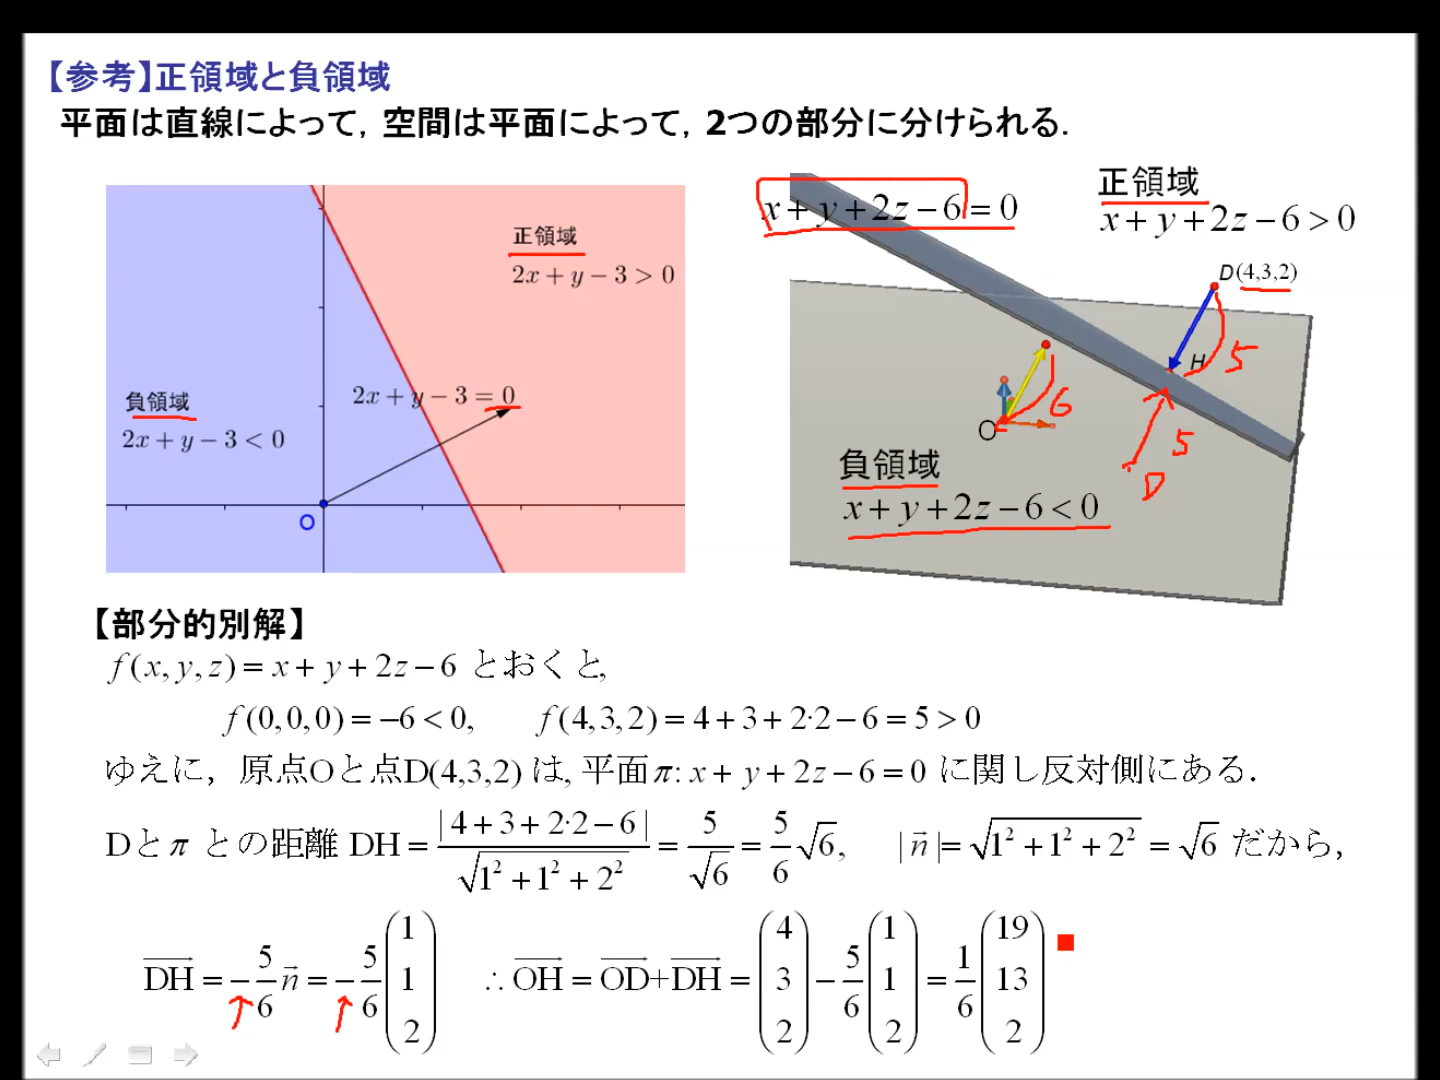 【参考】正領域と負領域
平面は直線によって, 空間は平面によって, 2つの部分に分けられる.
正領域
2x + y − 3 > 0
負領域
2x + y − 3 < 0
2x + y − 3 = 0
O
x + y + 2z − 6 = 0
正領域
x + y + 2z − 6 > 0
D(4,3,2)
H
5
6
O
5
D
負領域
x + y + 2z − 6 < 0
【部分的別解】
f(x, y, z) = x + y + 2z − 6 とおくと,
f(0,0,0) = −6 < 0, f(4,3,2) = 4 + 3 + 2·2 − 6 = 5 > 0
ゆえに, 原点Oと点D(4,3,2) は, 平面π: x + y + 2z − 6 = 0 に関し反対側にある.
Dとπ との距離 DH = |4 + 3 + 2·2 − 6| / √(1² + 1² + 2²) = 5/√6 = 5/6 √6, |n⃗| = √(1² + 1² + 2²) = √6 だから,
DH⃗ = −5/6 n⃗ = −5/6 (1 1 2) ∴ OH⃗ = OD⃗ + DH⃗ = (4 3 2) − 5/6 (1 1 2) = 1/6 (19 13 2)